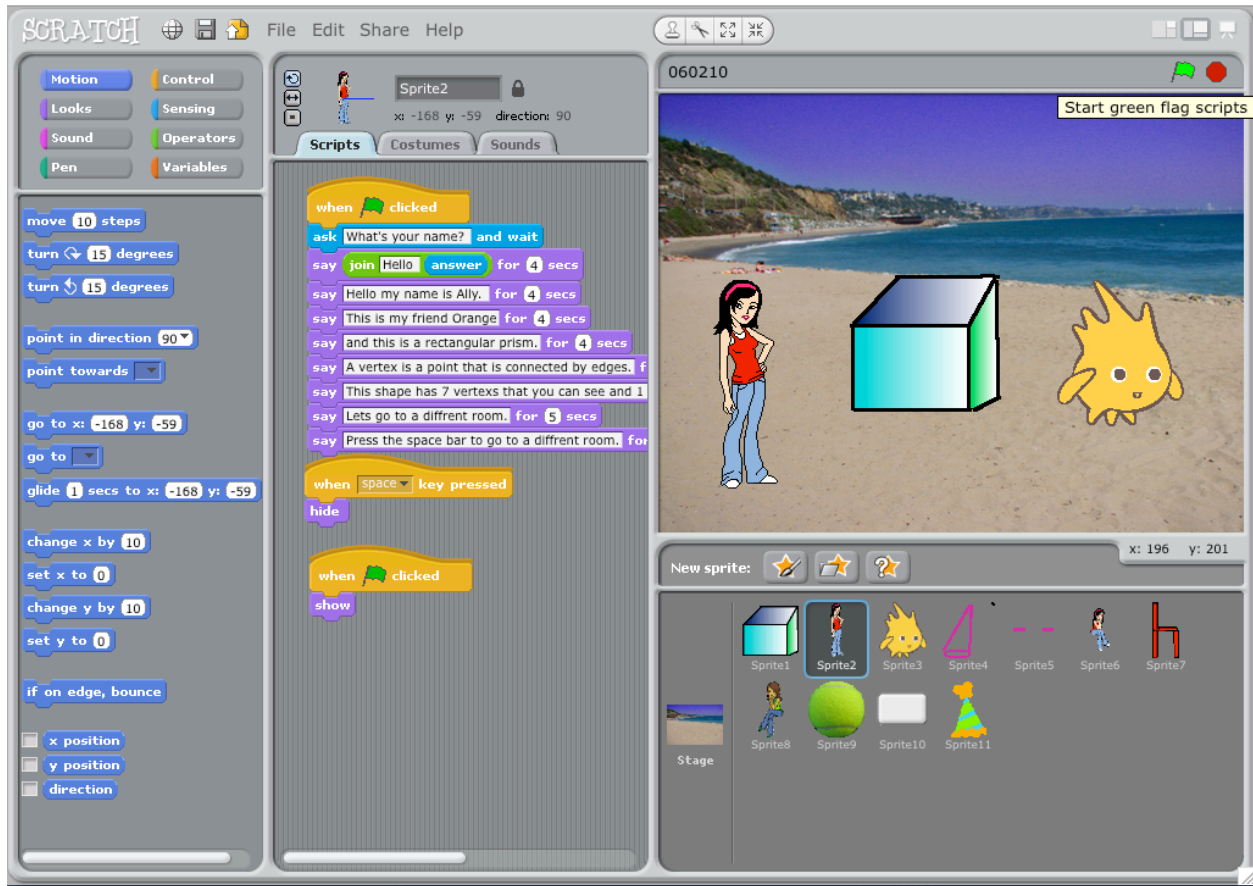 SCRATCH File Edit Share Help
Motion Control
Looks Sensing
Sound Operators
Pen Variables
move 10 steps
turn 15 degrees
turn 15 degrees
point in direction 90
point towards
go to x: -168 y: -59
go to
glide 1 secs to x: -168 y: -59
change x by 10
set x to 0
change y by 10
set y to 0
if on edge, bounce
x position
y position
direction
Sprite2
x: -168 y: -59 direction: 90
Scripts Costumes Sounds
when clicked
ask What's your name? and wait
say join Hello answer for 4 secs
say Hello my name is Ally. for 4 secs
say This is my friend Orange for 4 secs
say and this is a rectangular prism. for 4 secs
say A vertex is a point that is connected by edges. f
say This shape has 7 vertexs that you can see and 1
say Lets go to a diffrent room. for 5 secs
say Press the space bar to go to a diffrent room. for
when space key pressed
hide
when clicked
show
060210
Start green flag scripts
x: 196 y: 201
New sprite:
Sprite1 Sprite2 Sprite3 Sprite4 Sprite5 Sprite6 Sprite7
Sprite8 Sprite9 Sprite10 Sprite11
Stage